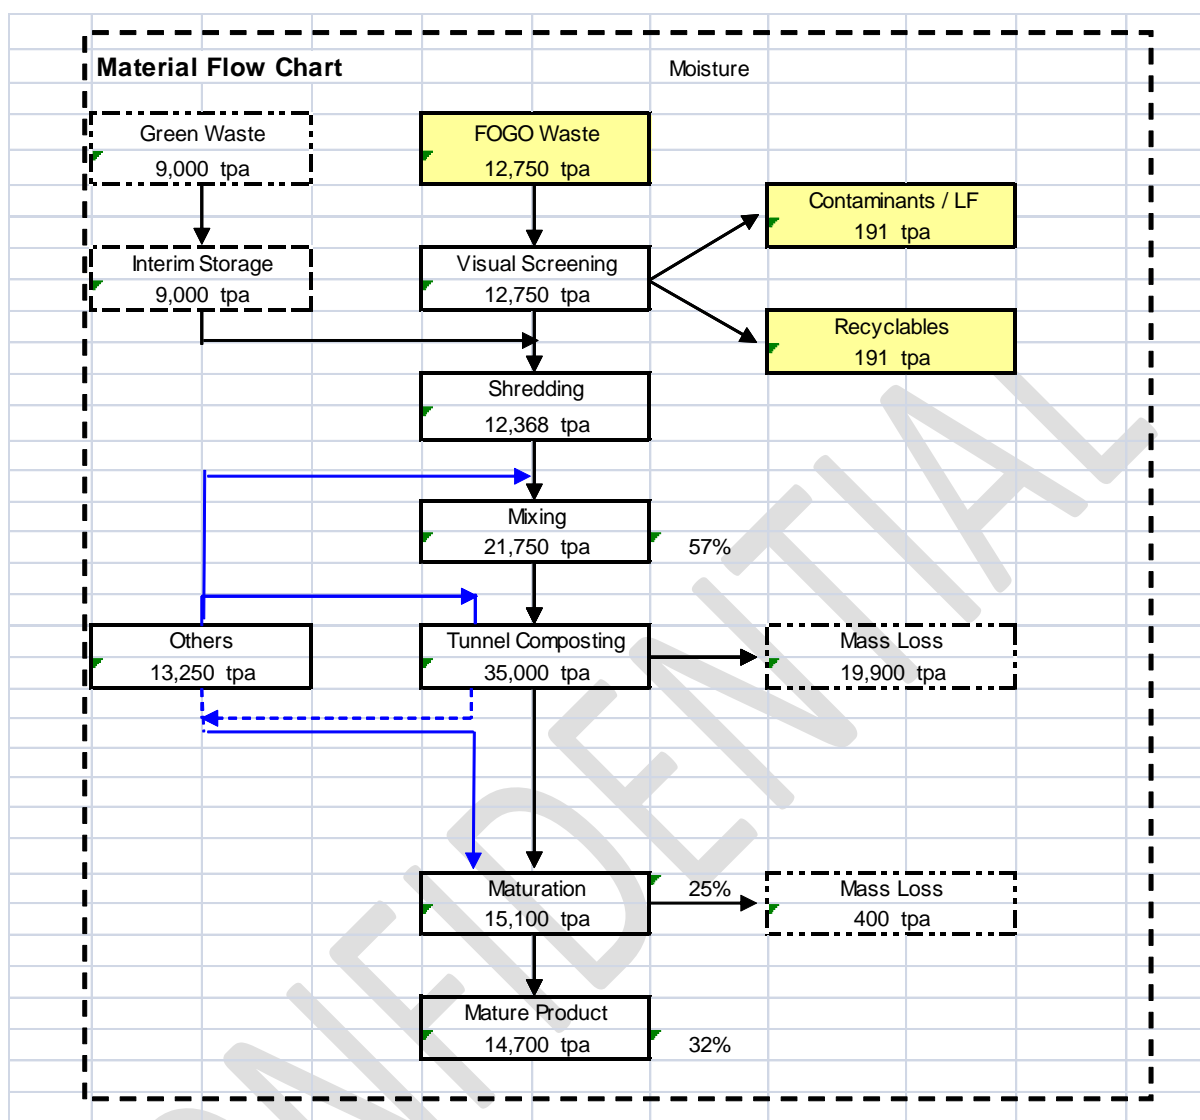 Material Flow Chart
Moisture
Green Waste
9,000 tpa
FOGO Waste
12,750 tpa
Contaminants / LF
191 tpa
Interim Storage
9,000 tpa
Visual Screening
12,750 tpa
Recyclables
191 tpa
Shredding
12,368 tpa
Mixing
21,750 tpa
57%
Others
13,250 tpa
Tunnel Composting
35,000 tpa
Mass Loss
19,900 tpa
Maturation
15,100 tpa
25%
Mass Loss
400 tpa
Mature Product
14,700 tpa
32%
CONFIDENTIAL